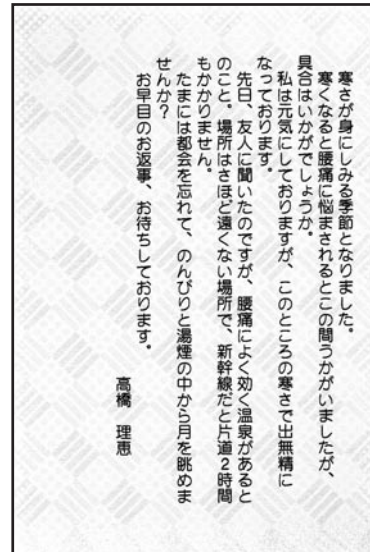 寒さが身にしみる季節となりました。
寒くなると腰痛に悩まされるとこの間うかがいましたが、
具合はいかがでしょうか。
私は元気にしておりますが、このところの寒さで出無精に
なっております。
先日、友人に聞いたのですが、腰痛によく効く温泉があると
のこと。場所はさほど遠くない場所で、新幹線だと片道2時間
もかかりません。
たまには都会を忘れて、のんびりと湯煙の中から月を眺めま
せんか?
お早目のお返事、お待ちしております。
高橋 理恵